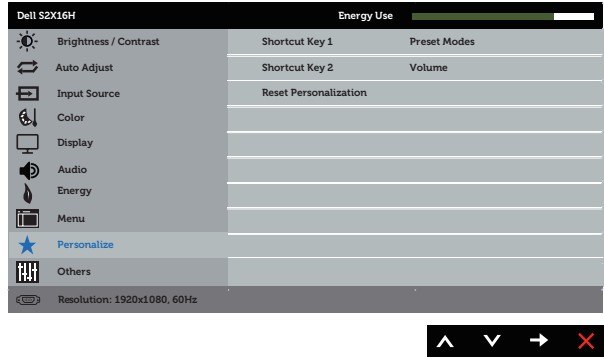 Dell S2X16H Energy Use
Brightness / Contrast Shortcut Key 1 Preset Modes
Auto Adjust Shortcut Key 2 Volume
Input Source Reset Personalization
Color
Display
Audio
Energy
Menu
Personalize
Others
Resolution: 1920x1080, 60Hz